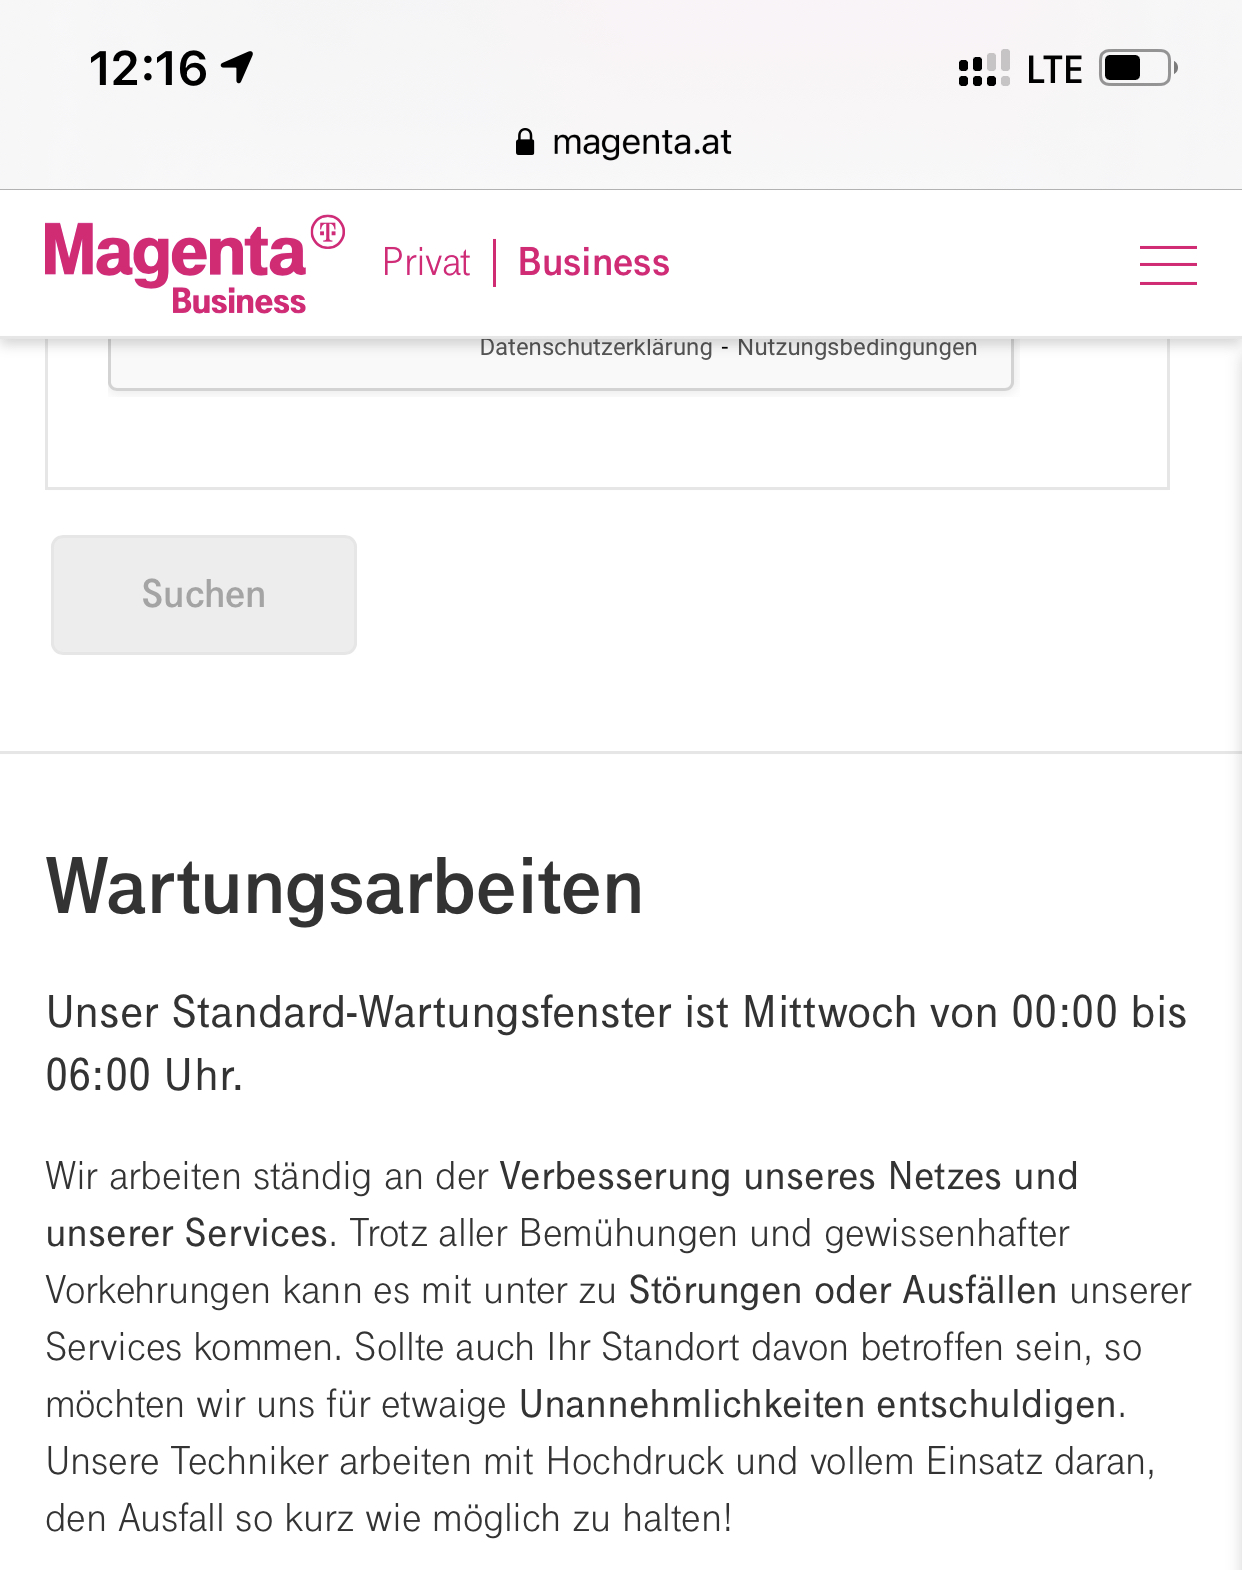 12:16 LTE
magenta.at
Magenta T Privat | Business
Business
Datenschutzerklärung - Nutzungsbedingungen
Suchen
Wartungsarbeiten
Unser Standard-Wartungsfenster ist Mittwoch von 00:00 bis
06:00 Uhr.
Wir arbeiten ständig an der Verbesserung unseres Netzes und
unserer Services. Trotz aller Bemühungen und gewissenhafter
Vorkehrungen kann es mit unter zu Störungen oder Ausfällen unserer
Services kommen. Sollte auch Ihr Standort davon betroffen sein, so
möchten wir uns für etwaige Unannehmlichkeiten entschuldigen.
Unsere Techniker arbeiten mit Hochdruck und vollem Einsatz daran,
den Ausfall so kurz wie möglich zu halten!